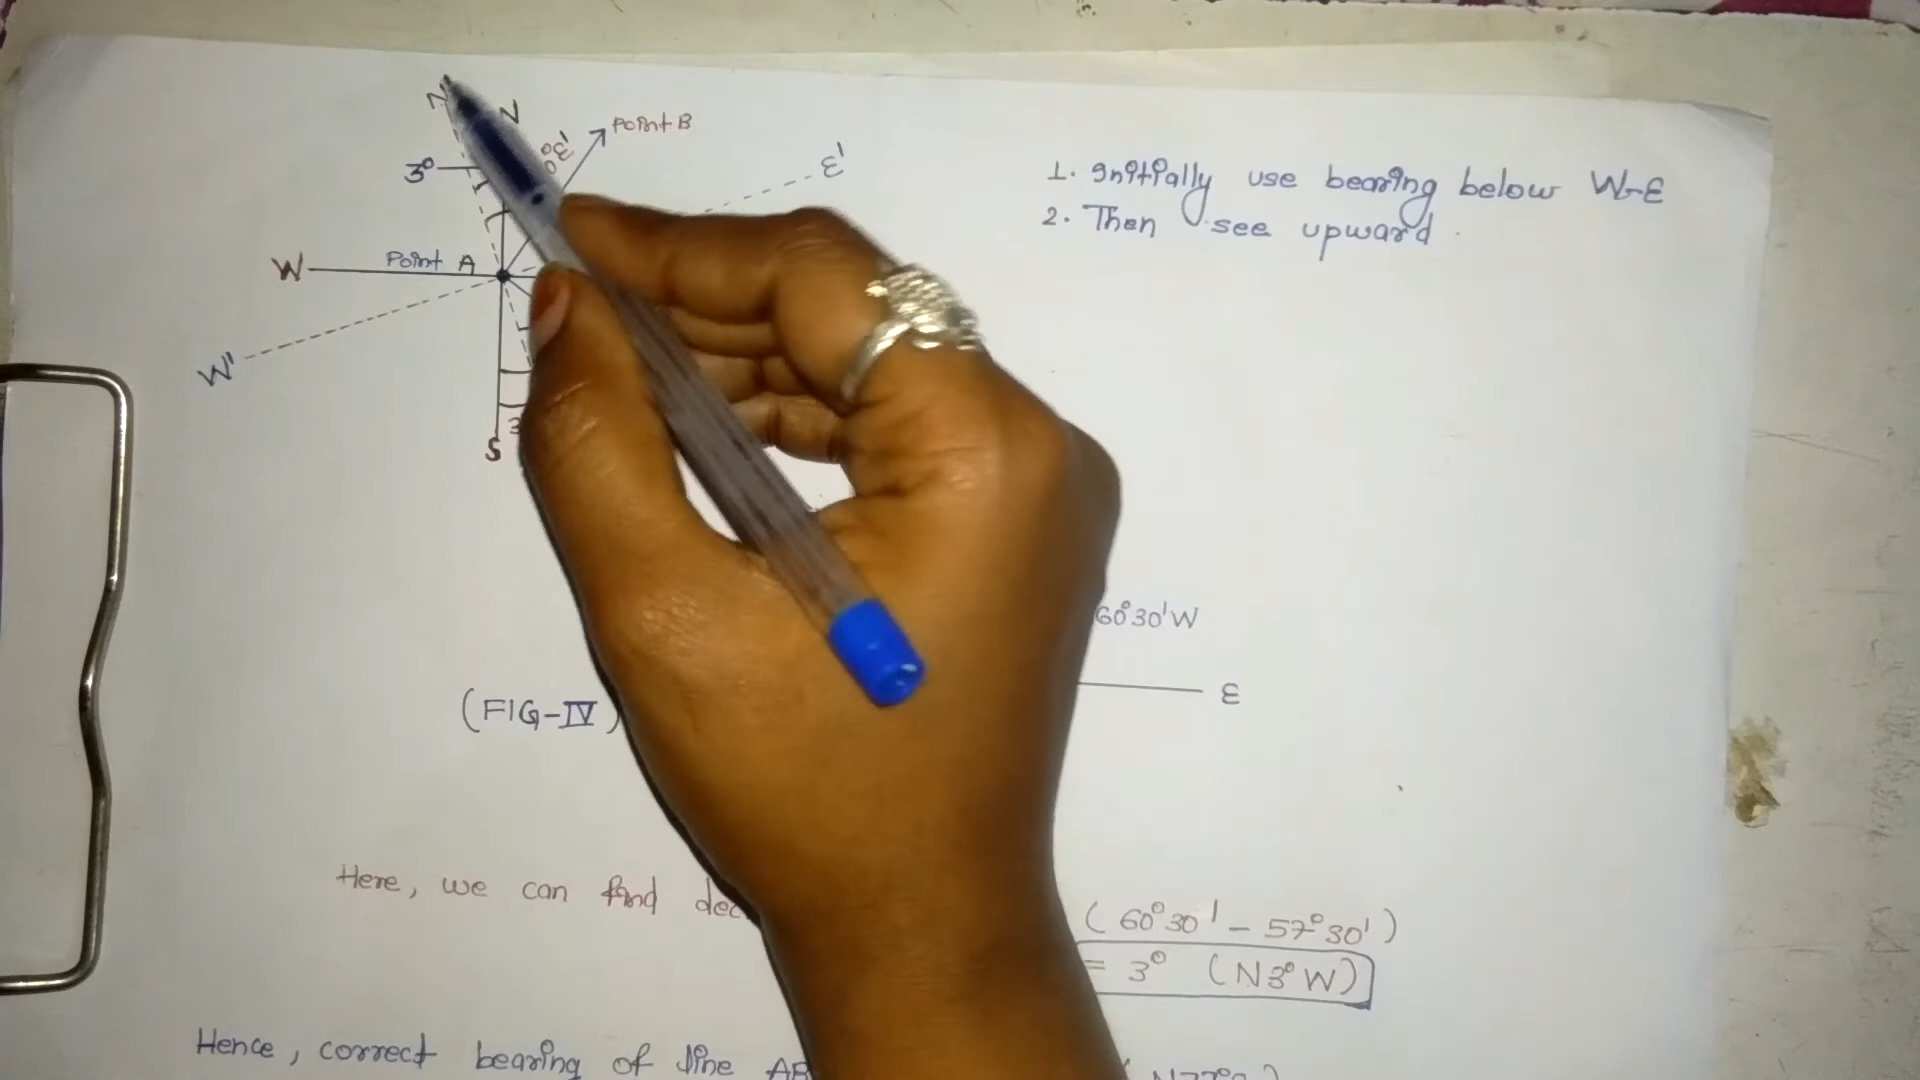 N
Point B
E'
3°
W
Point A
W'
S
1. Initially use bearing below W-E
2. Then see upward.
60°30'W
E
(FIG-IV)
Here, we can find
(60°30' - 57°30')
= 3° (N3°W)
Hence, correct bearing of line AB